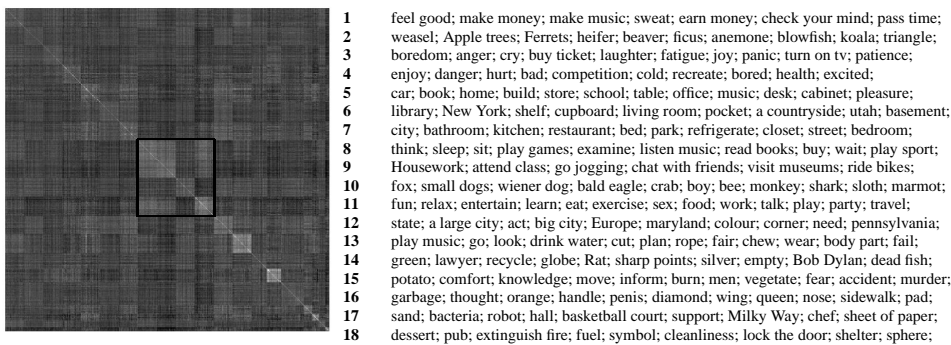 1 feel good; make money; make music; sweat; earn money; check your mind; pass time;
2 weasel; Apple trees; Ferrets; heifer; beaver; ficus; anemone; blowfish; koala; triangle;
3 boredom; anger; cry; buy ticket; laughter; fatigue; joy; panic; turn on tv; patience;
4 enjoy; danger; hurt; bad; competition; cold; recreate; bored; health; excited;
5 car; book; home; build; store; school; table; office; music; desk; cabinet; pleasure;
6 library; New York; shelf; cupboard; living room; pocket; a countryside; utah; basement;
7 city; bathroom; kitchen; restaurant; bed; park; refrigerate; closet; street; bedroom;
8 think; sleep; sit; play games; examine; listen music; read books; buy; wait; play sport;
9 Housework; attend class; go jogging; chat with friends; visit museums; ride bikes;
10 fox; small dogs; wiener dog; bald eagle; crab; boy; bee; monkey; shark; sloth; marmot;
11 fun; relax; entertain; learn; eat; exercise; sex; food; work; talk; play; party; travel;
12 state; a large city; act; big city; Europe; maryland; colour; corner; need; pennsylvania;
13 play music; go; look; drink water; cut; plan; rope; fair; chew; wear; body part; fail;
14 green; lawyer; recycle; globe; Rat; sharp points; silver; empty; Bob Dylan; dead fish;
15 potato; comfort; knowledge; move; inform; burn; men; vegetate; fear; accident; murder;
16 garbage; thought; orange; handle; penis; diamond; wing; queen; nose; sidewalk; pad;
17 sand; bacteria; robot; hall; basketball court; support; Milky Way; chef; sheet of paper;
18 dessert; pub; extinguish fire; fuel; symbol; cleanliness; lock the door; shelter; sphere;